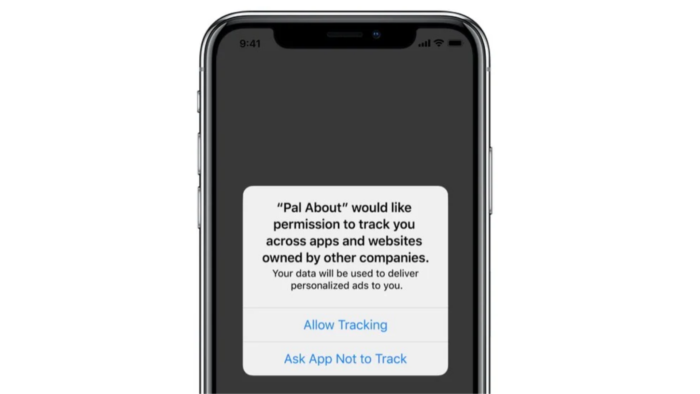 9:41
“Pal About” would like
permission to track you
across apps and websites
owned by other companies.
Your data will be used to deliver
personalized ads to you.
Allow Tracking
Ask App Not to Track